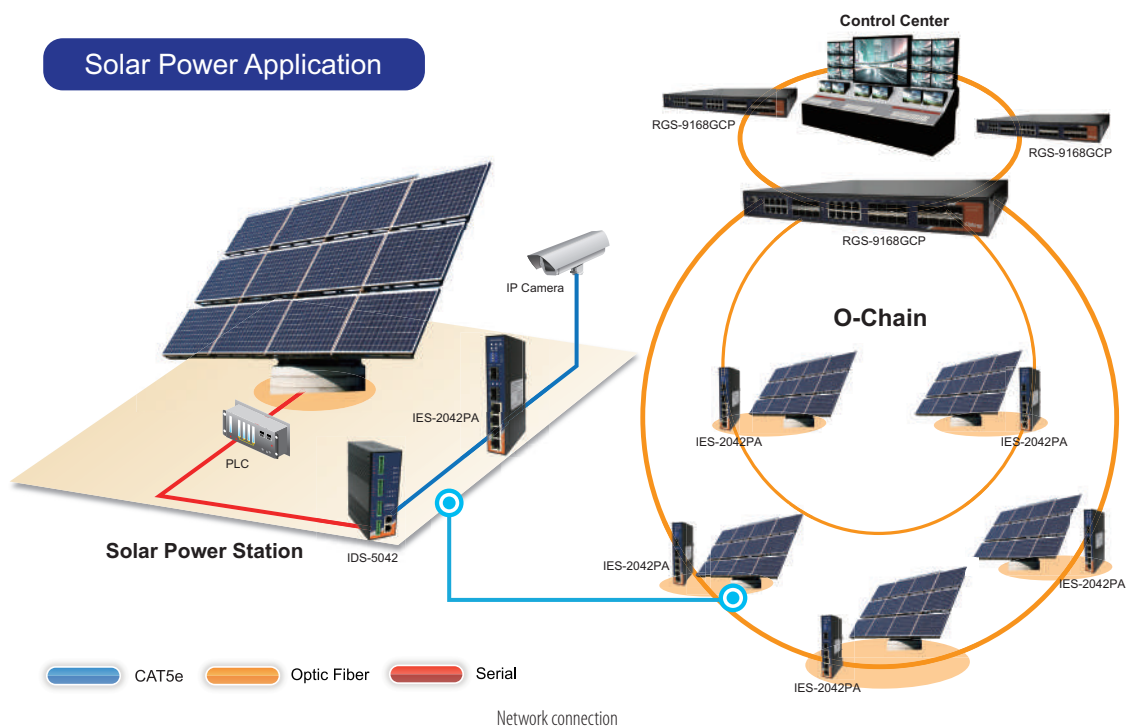 Solar Power Application
Control Center
RGS-9168GCP
RGS-9168GCP
RGS-9168GCP
IP Camera
O-Chain
IES-2042PA
PLC
IES-2042PA
IES-2042PA
Solar Power Station
IDS-5042
IES-2042PA
IES-2042PA
IES-2042PA
CAT5e
Optic Fiber
Serial
Network connection